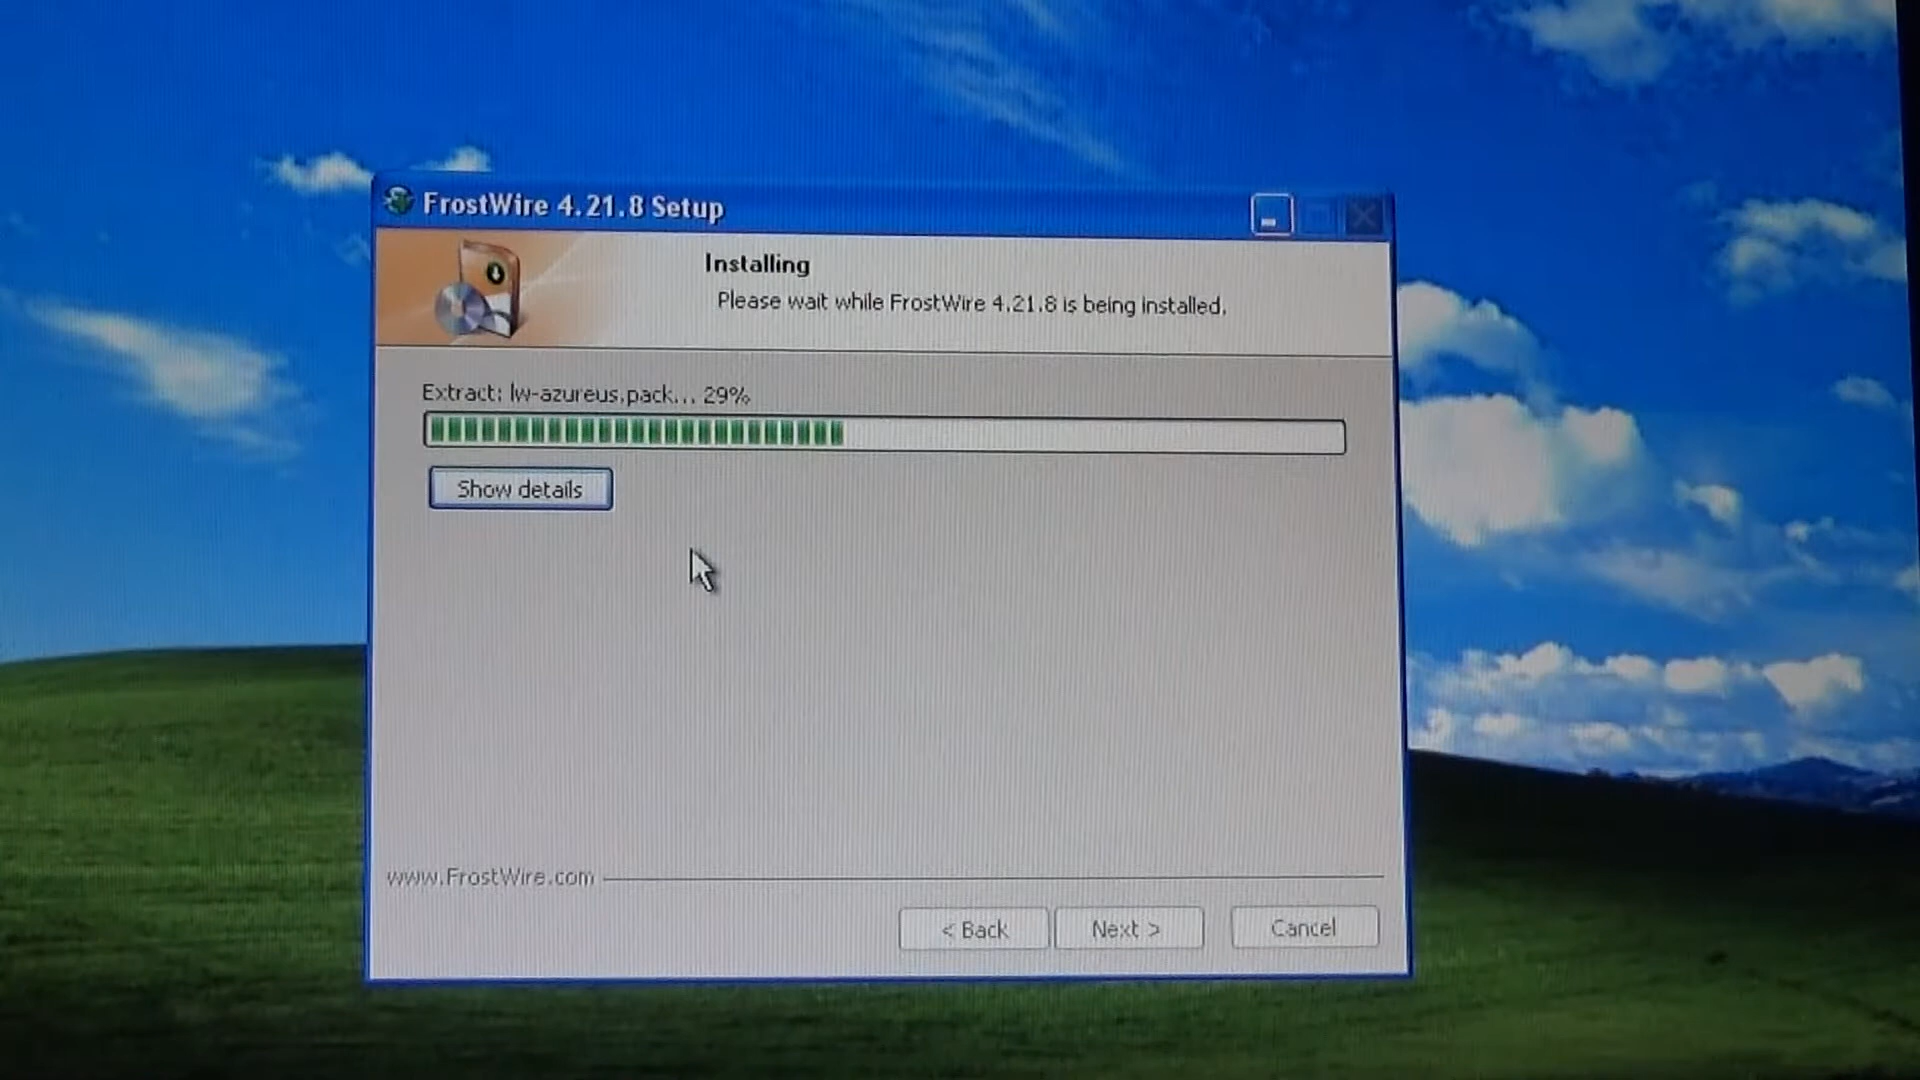 FrostWire 4.21.8 Setup
Installing
Please wait while FrostWire 4.21.8 is being installed.
Extract: lw-azureus.pack... 29%
Show details
www.FrostWire.com
< Back
Next >
Cancel